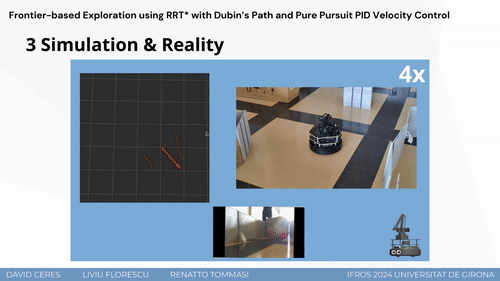 Frontier-based Exploration using RRT* with Dubin's Path and Pure Pursuit PID Velocity Control
3 Simulation & Reality
4x
DAVID CERES LIVIU FLORESCU RENATTO TOMMASI IFROS 2024 UNIVERSITAT DE GIRONA